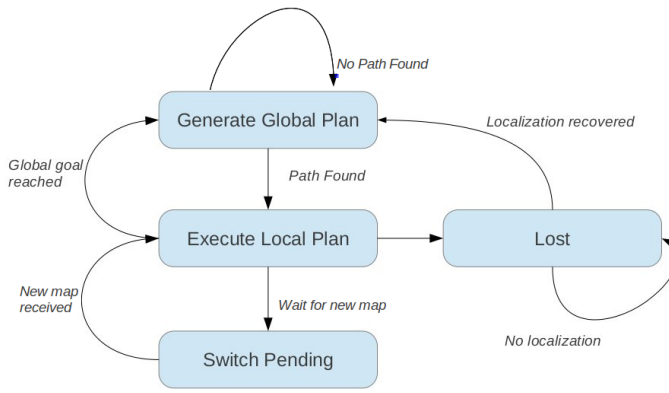 No Path Found
Generate Global Plan
Localization recovered
Global goal
reached
Path Found
Execute Local Plan
Lost
New map
received
Wait for new map
No localization
Switch Pending